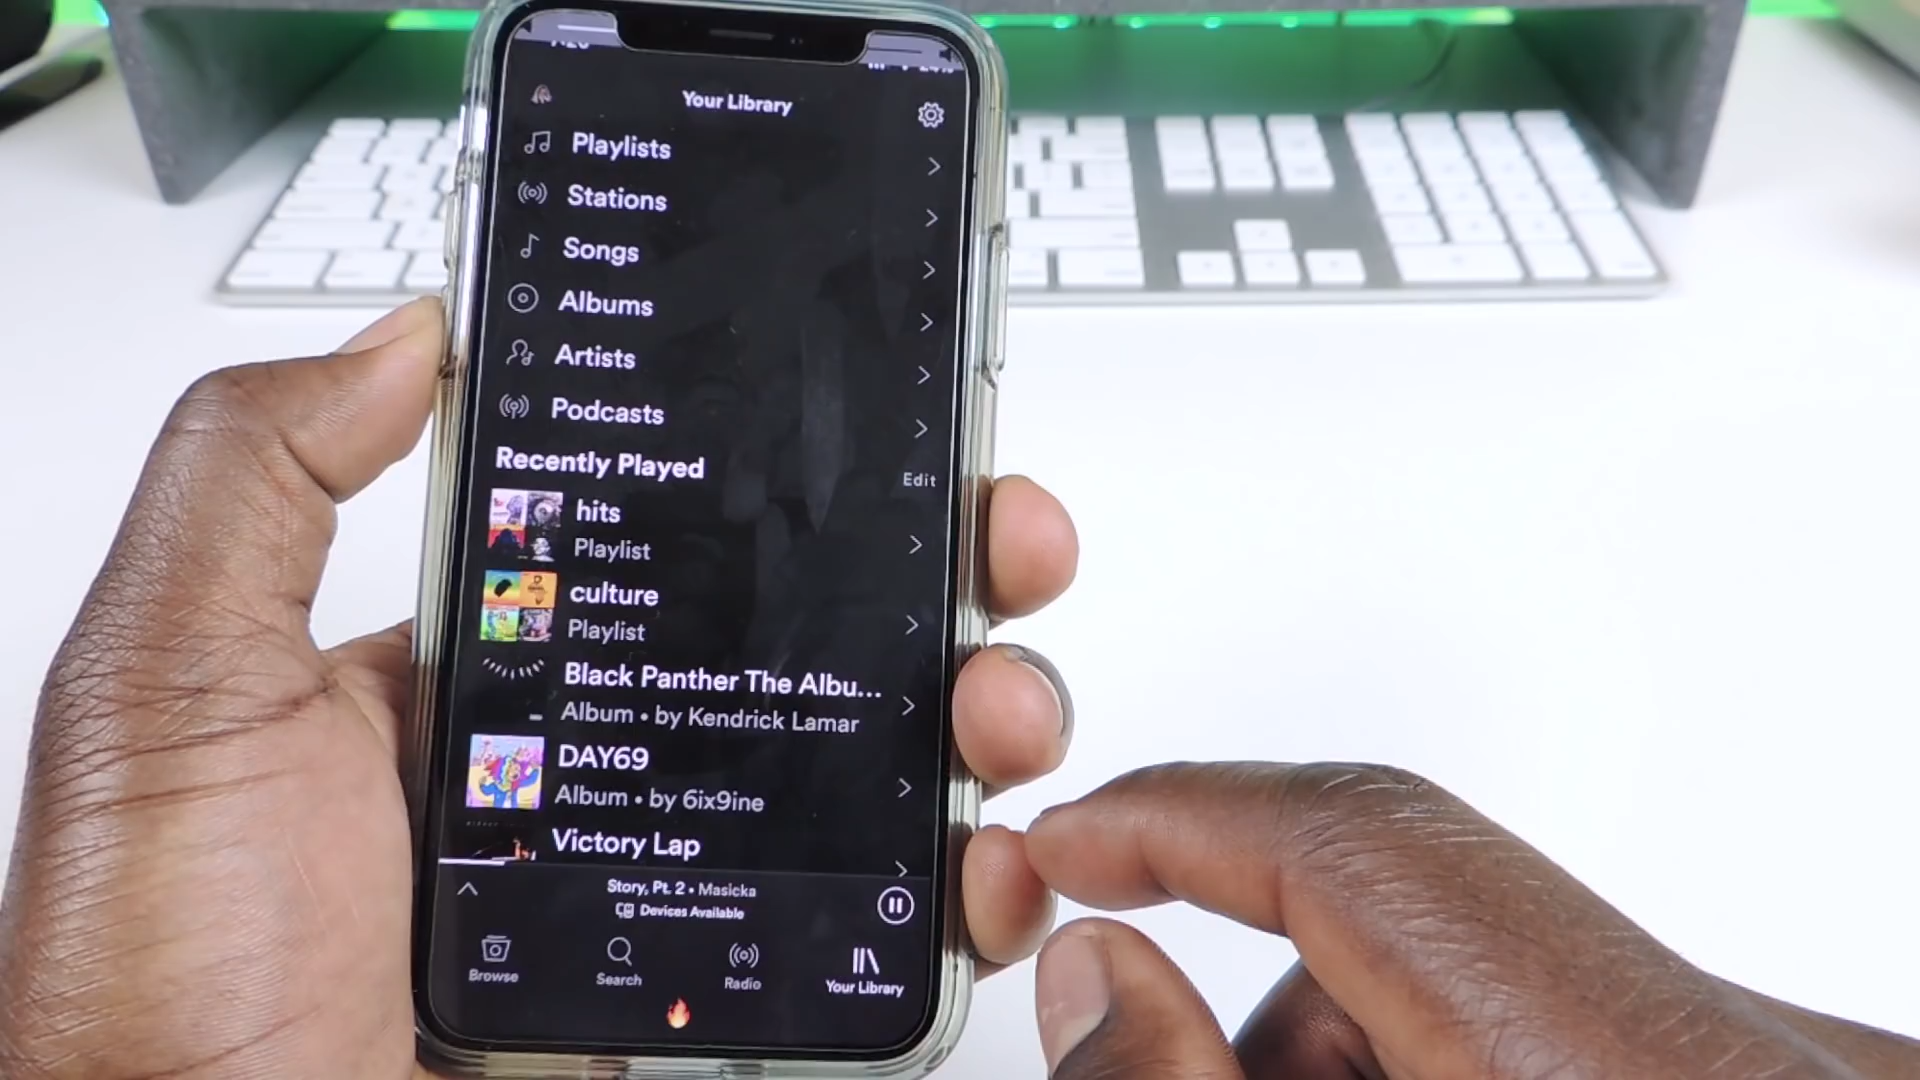 Your Library
Playlists
Stations
Songs
Albums
Artists
Podcasts
Recently Played
Edit
hits
Playlist
culture
Playlist
Black Panther The Albu...
Album • by Kendrick Lamar
DAY69
Album • by 6ix9ine
Victory Lap
Story, Pt. 2 • Masicka
Devices Available
Browse
Search
Radio
Your Library